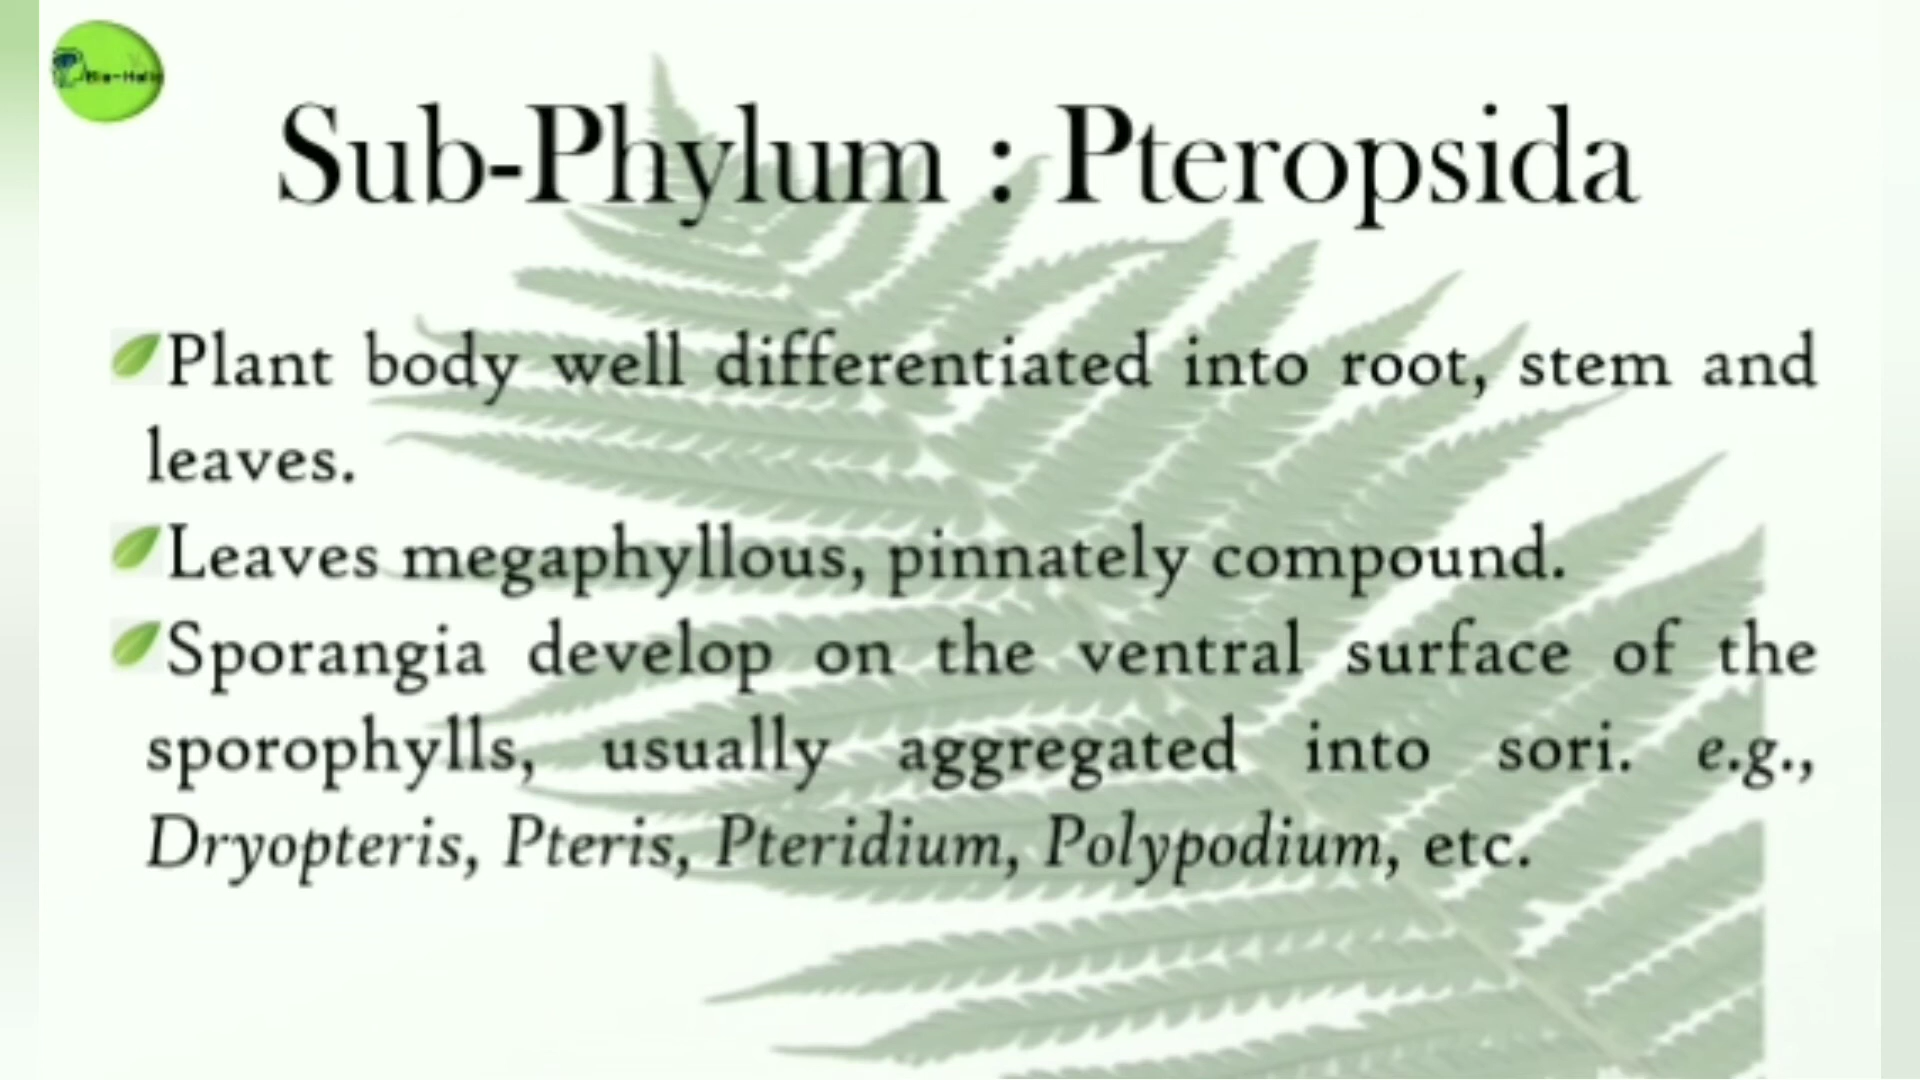 Sub-Phylum : Pteropsida
Plant body well differentiated into root, stem and
leaves.
Leaves megaphyllous, pinnately compound.
Sporangia develop on the ventral surface of the
sporophylls, usually aggregated into sori. e.g.,
Dryopteris, Pteris, Pteridium, Polypodium, etc.